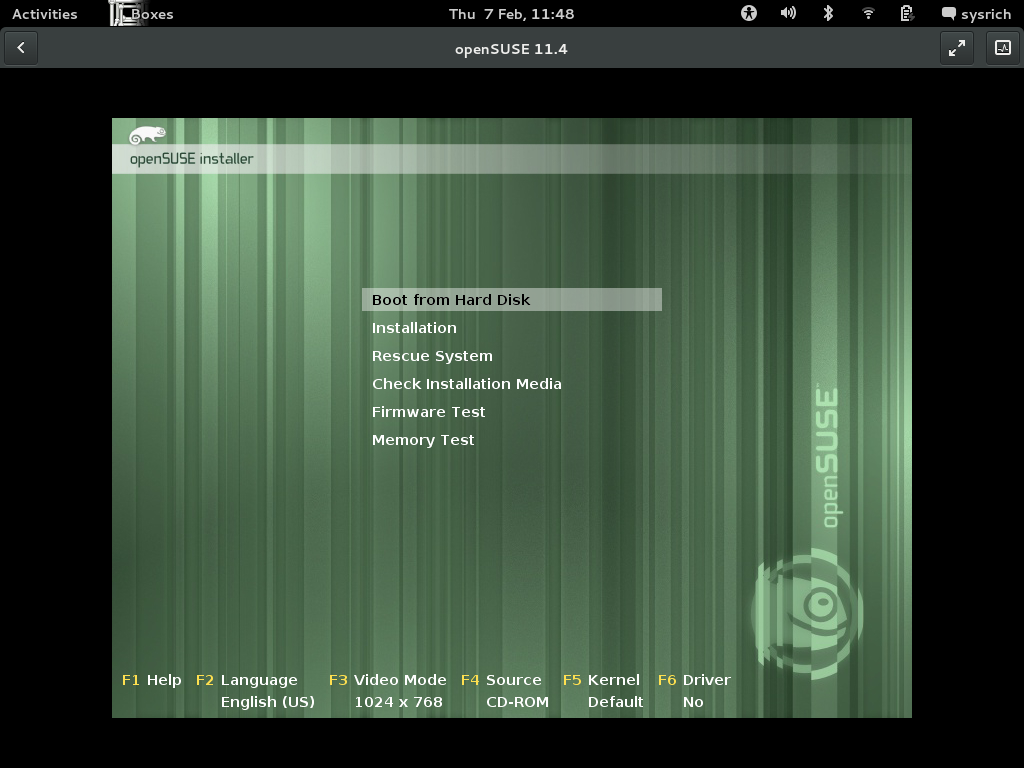 Activities Boxes Thu 7 Feb, 11:48 sysrich
openSUSE 11.4
openSUSE installer
Boot from Hard Disk
Installation
Rescue System
Check Installation Media
Firmware Test
Memory Test
openSUSE™
F1 Help F2 Language F3 Video Mode F4 Source F5 Kernel F6 Driver
English (US) 1024 x 768 CD-ROM Default No